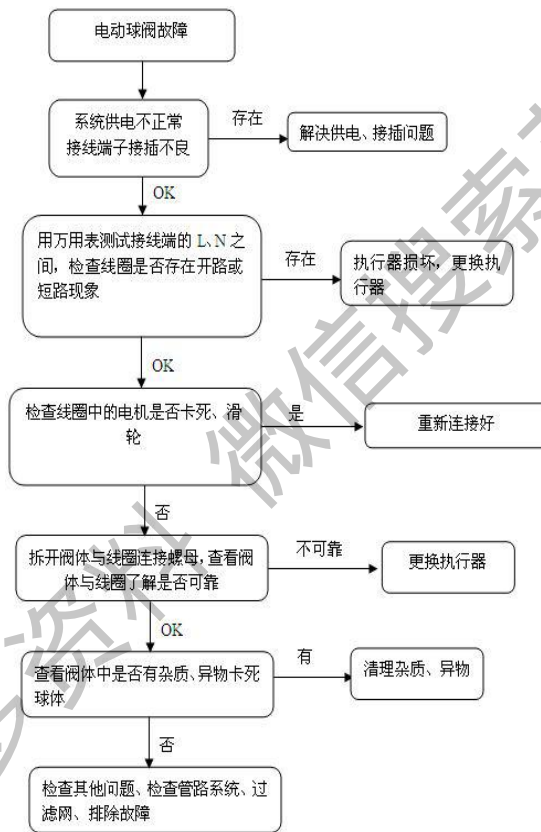 电动球阀故障
系统供电不正常
接线端子接插不良
存在
解决供电、接插问题
OK
用万用表测试接线端的 L、N 之
间，检查线圈是否存在开路或
短路现象
存在
执行器损坏，更换执
行器
OK
检查线圈中的电机是否卡死、滑
轮
是
重新连接好
否
拆开阀体与线圈连接螺母，查看阀
体与线圈了解是否可靠
不可靠
更换执行器
OK
查看阀体中是否有杂质、异物卡死
球体
有
清理杂质、异物
否
检查其他问题、检查管路系统、过
滤网、排除故障
资料 微信搜索